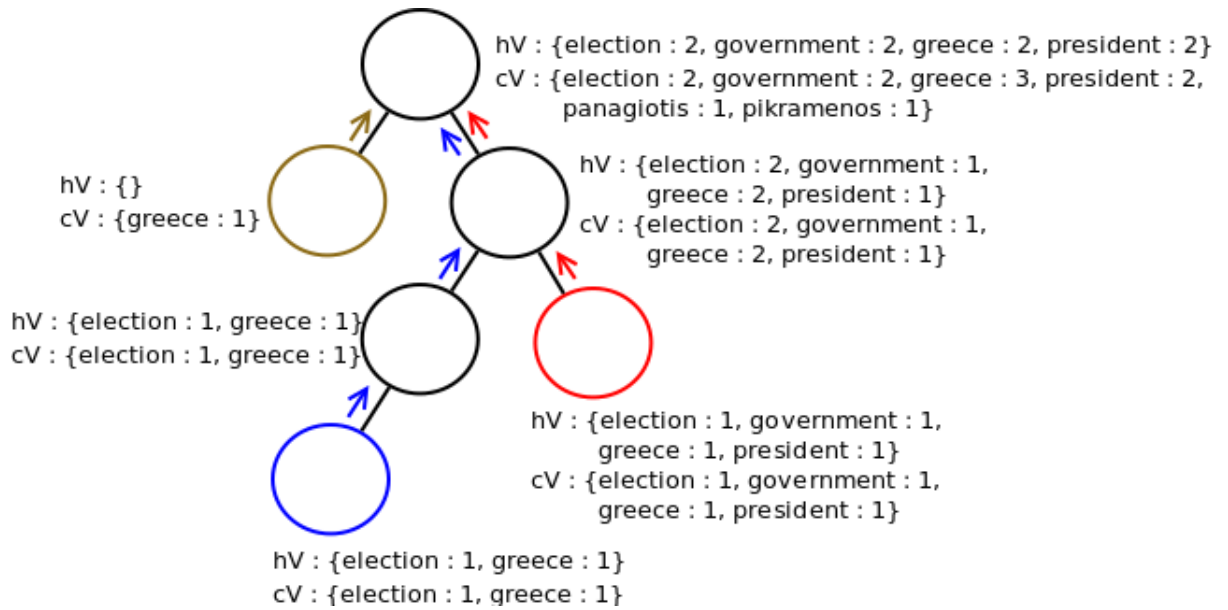 hV : {election : 2, government : 2, greece : 2, president : 2}
cV : {election : 2, government : 2, greece : 3, president : 2,
panagiotis : 1, pikramenos : 1}
hV : {election : 2, government : 1,
greece : 2, president : 1}
cV : {election : 2, government : 1,
greece : 2, president : 1}
hV : {}
cV : {greece : 1}
hV : {election : 1, greece : 1}
cV : {election : 1, greece : 1}
hV : {election : 1, government : 1,
greece : 1, president : 1}
cV : {election : 1, government : 1,
greece : 1, president : 1}
hV : {election : 1, greece : 1}
cV : {election : 1, greece : 1}